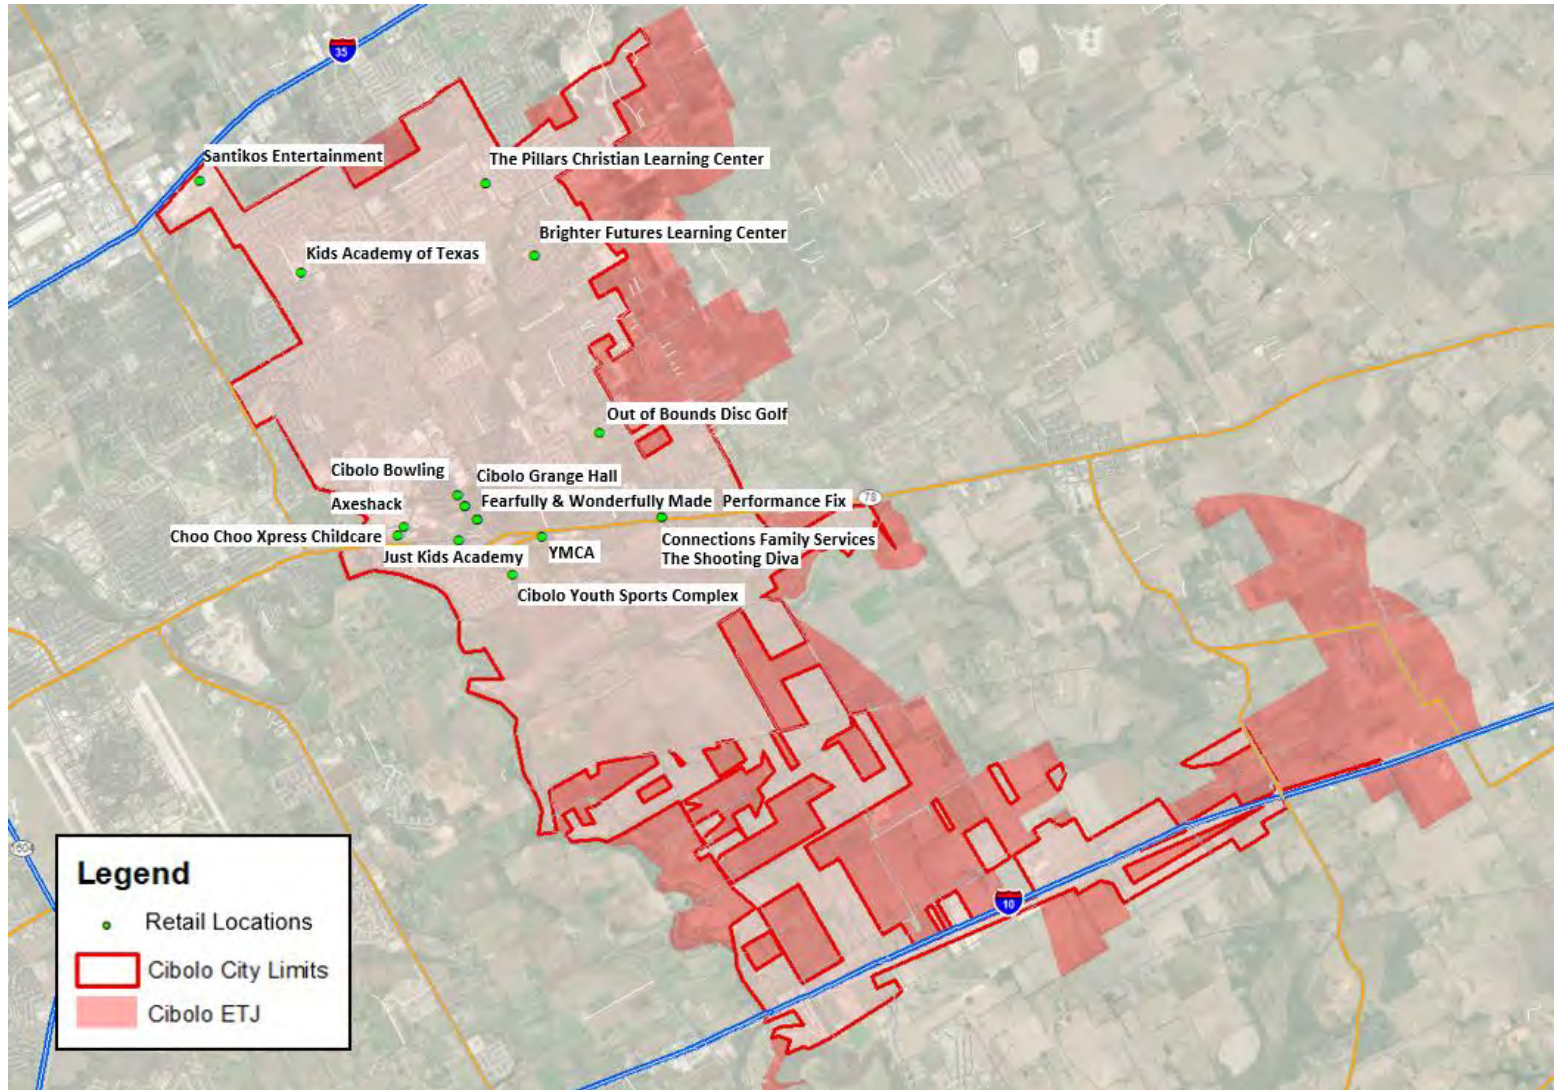 35
Santikos Entertainment
The Pillars Christian Learning Center
Brighter Futures Learning Center
Kids Academy of Texas
Out of Bounds Disc Golf
Cibolo Bowling
Cibolo Grange Hall
Axeshack
Fearfully & Wonderfully Made
Performance Fix
78
Choo Choo Xpress Childcare
Connections Family Services
Just Kids Academy
YMCA
The Shooting Diva
Cibolo Youth Sports Complex
1604
10
Legend
Retail Locations
Cibolo City Limits
Cibolo ETJ